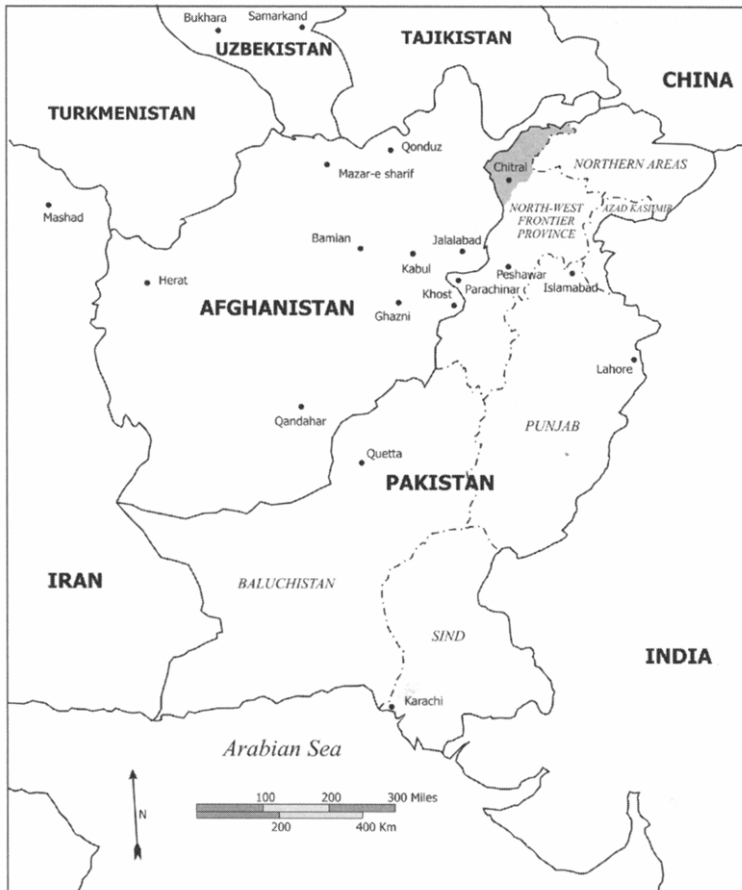 Bukhara
Samarkand
UZBEKISTAN
TAJIKISTAN
CHINA
TURKMENISTAN
Qonduz
Mazar-e sharif
Chitral
NORTHERN AREAS
Mashad
NORTH-WEST
FRONTIER
PROVINCE
AZAD KASHMIR
Bamian
Jalalabad
Kabul
Peshawar
Herat
Khost
Parachinar
Islamabad
AFGHANISTAN
Ghazni
Lahore
Qandahar
PUNJAB
Quetta
PAKISTAN
IRAN
BALUCHISTAN
SIND
INDIA
Karachi
Arabian Sea
N
100 200 300 Miles
200 400 Km